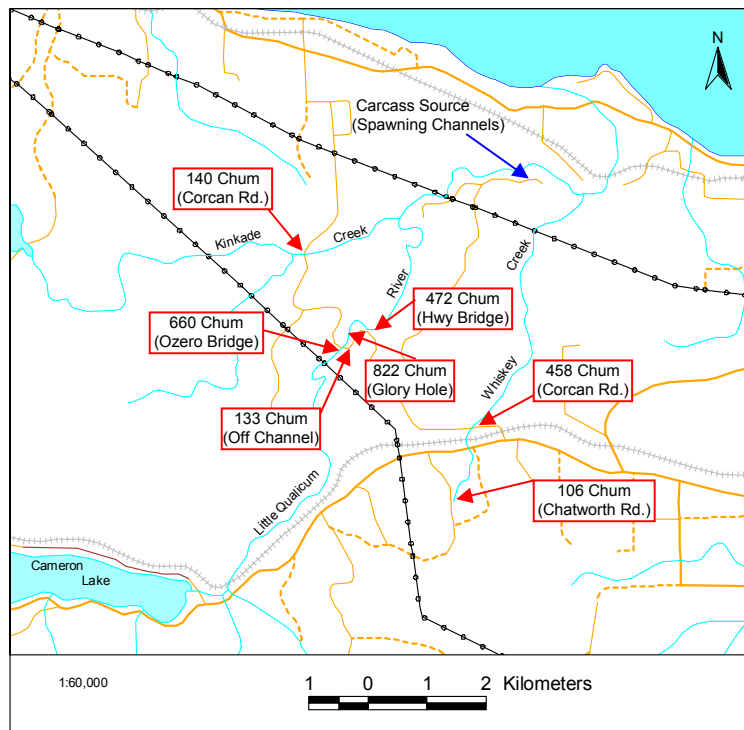 N
Carcass Source
(Spawning Channels)
140 Chum
(Corcan Rd.)
Kinkade Creek
River
Creek
472 Chum
(Hwy Bridge)
660 Chum
(Ozero Bridge)
822 Chum
(Glory Hole)
458 Chum
(Corcan Rd.)
Whiskey
133 Chum
(Off Channel)
Little Qualicum
106 Chum
(Chatworth Rd.)
Cameron
Lake
1:60,000
1 0 1 2 Kilometers